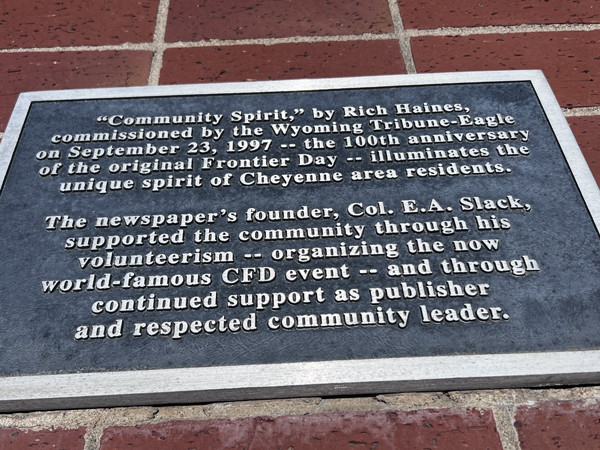 “Community Spirit,” by Rich Haines,
commissioned by the Wyoming Tribune-Eagle
on September 23, 1997 -- the 100th anniversary
of the original Frontier Day -- illuminates the
unique spirit of Cheyenne area residents.
The newspaper’s founder, Col. E.A. Slack,
supported the community through his
volunteerism -- organizing the now
world-famous CFD event -- and through
continued support as publisher
and respected community leader.